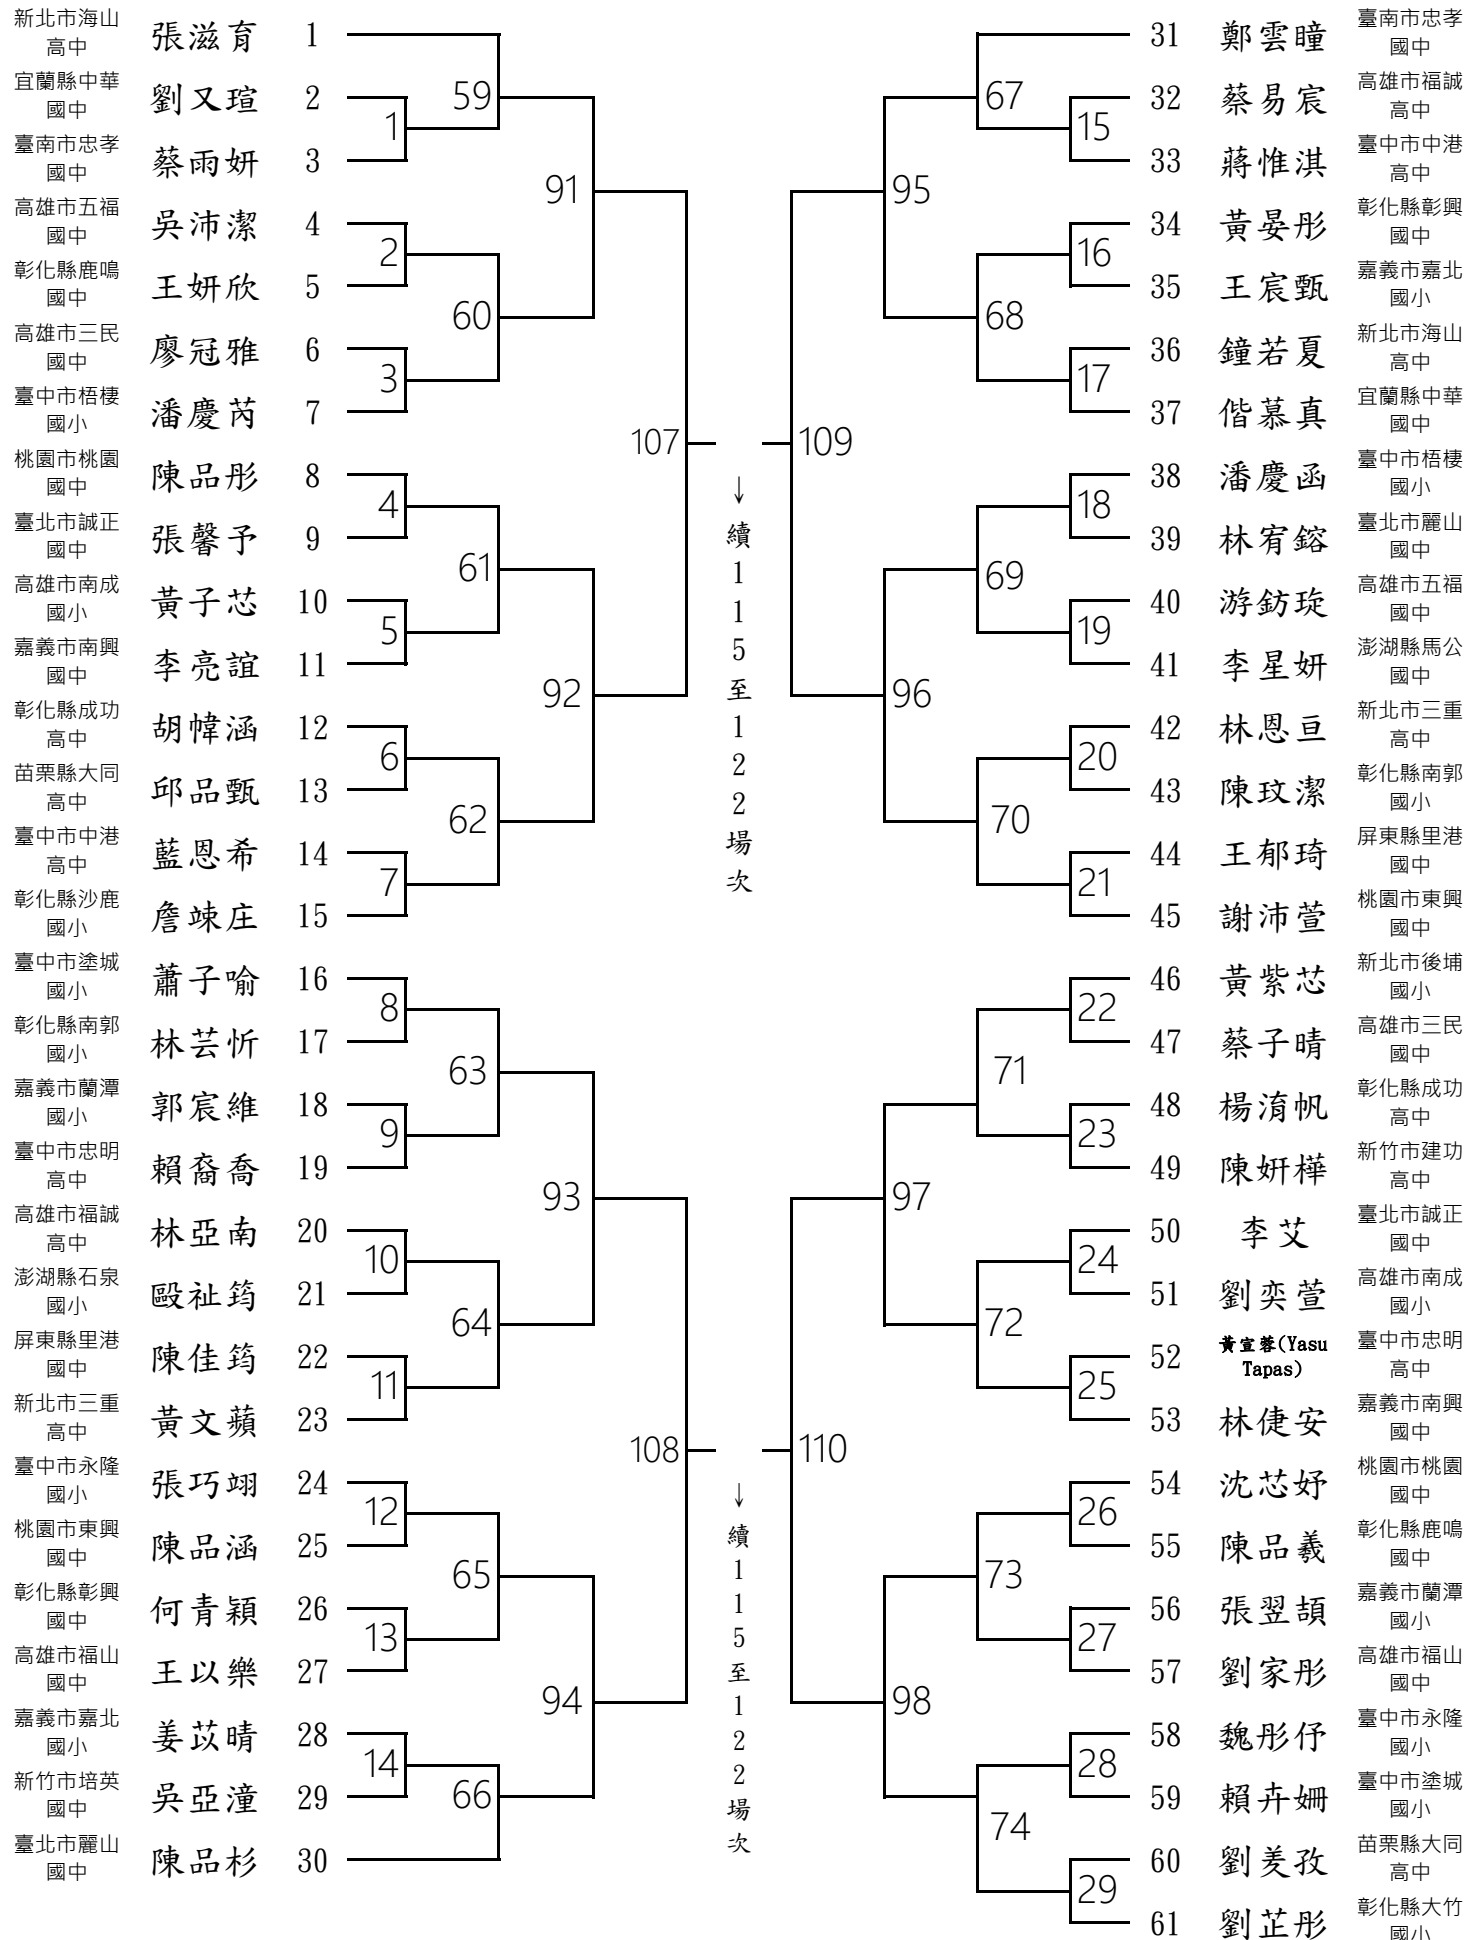 新北市海山
高中
張滋育 1
宜蘭縣中華
國中
劉又瑄 2
臺南市忠孝
國中
蔡雨妍 3
高雄市五福
國中
吳沛潔 4
彰化縣鹿鳴
國中
王妍欣 5
高雄市三民
國中
廖冠雅 6
臺中市梧棲
國小
潘慶芮 7
桃園市桃園
國中
陳品彤 8
臺北市誠正
國中
張馨予 9
高雄市南成
國小
黃子芯 10
嘉義市南興
國中
李亮誼 11
彰化縣成功
高中
胡幃涵 12
苗栗縣大同
高中
邱品甄 13
臺中市中港
高中
藍恩希 14
彰化縣沙鹿
國小
詹竦庄 15
臺中市塗城
國小
蕭子喻 16
彰化縣南郭
國小
林芸忻 17
嘉義市蘭潭
國小
郭宸維 18
臺中市忠明
高中
賴裔喬 19
高雄市福誠
高中
林亞南 20
澎湖縣石泉
國小
毆祉筠 21
屏東縣里港
國中
陳佳筠 22
新北市三重
高中
黃文蘋 23
臺中市永隆
國小
張巧翊 24
桃園市東興
國中
陳品涵 25
彰化縣彰興
國中
何青穎 26
高雄市福山
國中
王以樂 27
嘉義市嘉北
國小
姜苡晴 28
新竹市培英
國中
吳亞潼 29
臺北市麗山
國中
陳品杉 30
1
2
3
4
5
6
7
8
9
10
11
12
13
14
59
60
61
62
63
64
65
66
91
92
93
94
107
108
↓續115至122場次
↓續115至122場次
109
110
95
96
97
98
67
68
69
70
71
72
73
74
15
16
17
18
19
20
21
22
23
24
25
26
27
28
29
31 鄭雲瞳
臺南市忠孝
國中
32 蔡易宸
高雄市福誠
高中
33 蔣惟淇
臺中市中港
高中
34 黃晏彤
彰化縣彰興
國中
35 王宸甄
嘉義市嘉北
國小
36 鐘若夏
新北市海山
高中
37 偕慕真
宜蘭縣中華
國中
38 潘慶函
臺中市梧棲
國小
39 林宥鎔
臺北市麗山
國中
40 游鈁琁
高雄市五福
國中
41 李星妍
澎湖縣馬公
國中
42 林恩亘
新北市三重
高中
43 陳玟潔
彰化縣南郭
國小
44 王郁琦
屏東縣里港
國中
45 謝沛萱
桃園市東興
國中
46 黃紫芯
新北市後埔
國小
47 蔡子晴
高雄市三民
國中
48 楊淯帆
彰化縣成功
高中
49 陳妍樺
新竹市建功
高中
50 李艾
臺北市誠正
國中
51 劉奕萱
高雄市南成
國小
52 黃宣蓉(Yasu
Tapas)
臺中市忠明
高中
53 林倢安
嘉義市南興
國中
54 沈芯妤
桃園市桃園
國中
55 陳品羲
彰化縣鹿鳴
國中
56 張翌頡
嘉義市蘭潭
國小
57 劉家彤
高雄市福山
國中
58 魏彤伃
臺中市永隆
國小
59 賴卉姍
臺中市塗城
國小
60 劉羑孜
苗栗縣大同
高中
61 劉芷彤
彰化縣大竹
國小